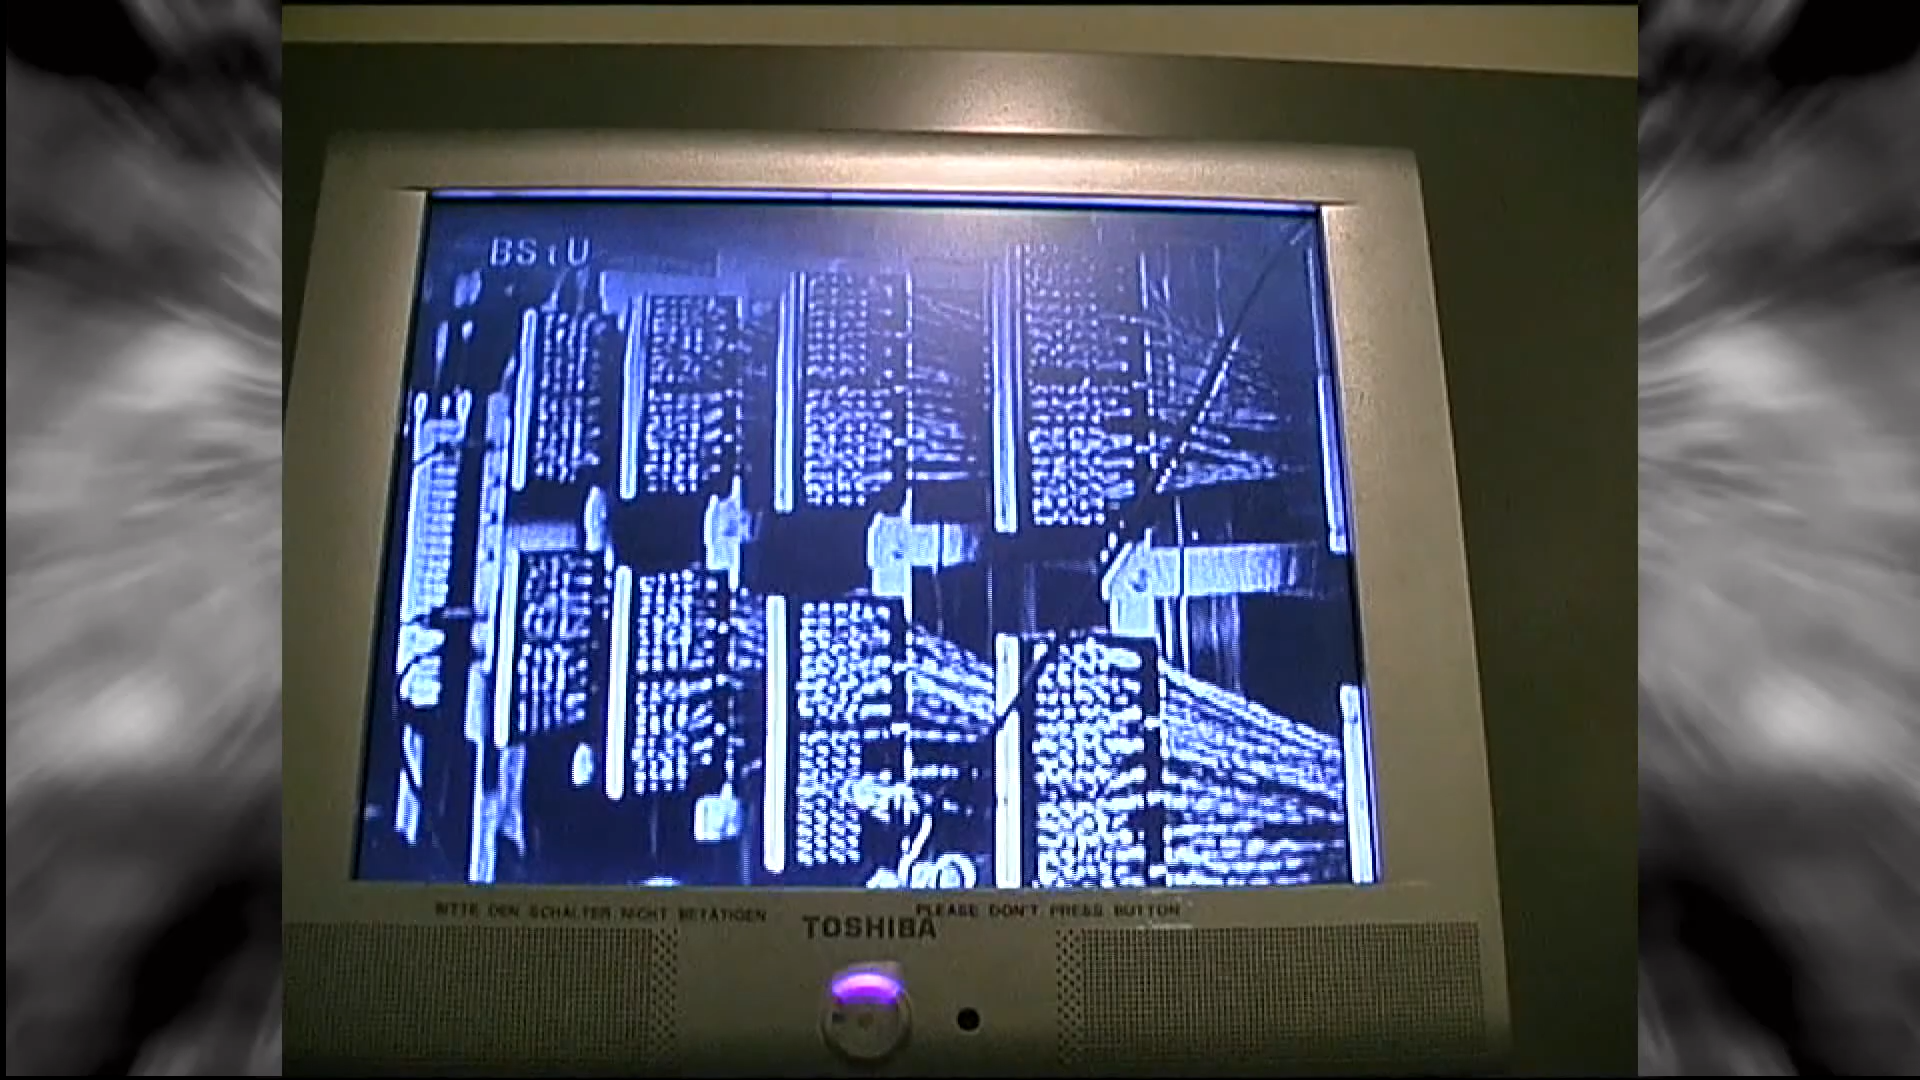 BStU
BITTE DEN SCHALTER NICHT BETÄTIGEN
PLEASE DON'T PRESS BUTTON
TOSHIBA